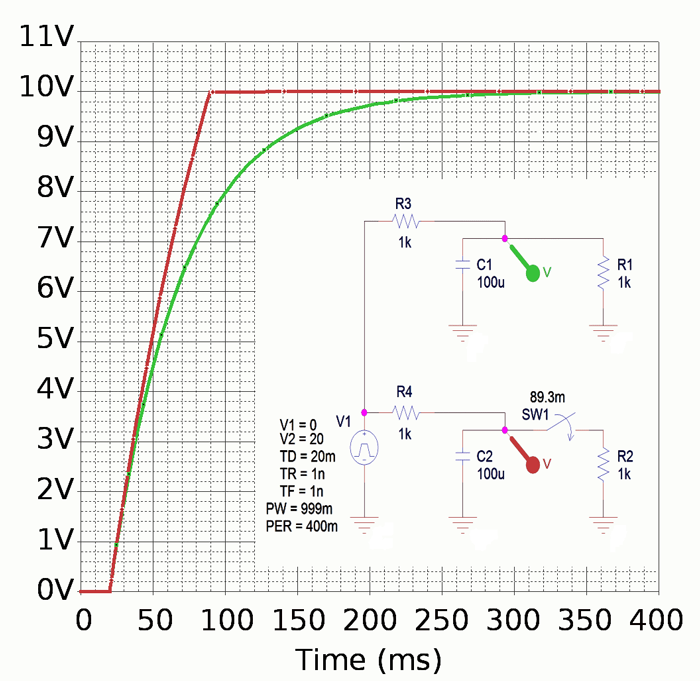 11V
10V
9V
8V
7V
6V
5V
4V
3V
2V
1V
0V
R3
1k
C1
100u
V
R1
1k
V1
R4
1k
89.3m
SW1
C2
100u
V
R2
1k
V1 = 0
V2 = 20
TD = 20m
TR = 1n
TF = 1n
PW = 999m
PER = 400m
0 50 100 150 200 250 300 350 400
Time (ms)